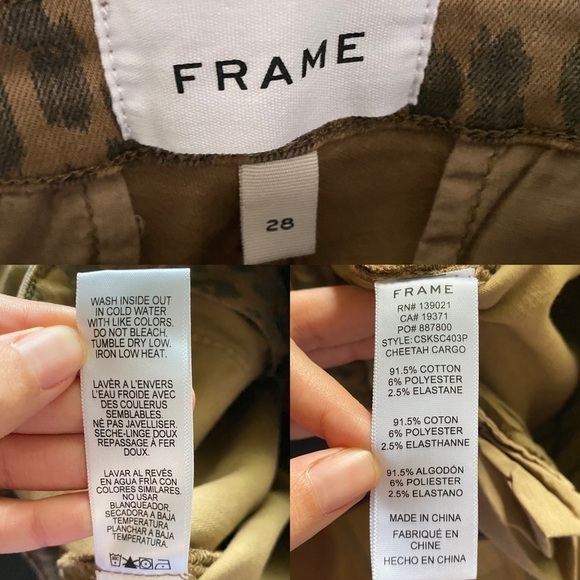 FRAME
28
WASH INSIDE OUT
IN COLD WATER
WITH LIKE COLORS.
DO NOT BLEACH.
TUMBLE DRY LOW.
IRON LOW HEAT.
LAVÈR A L'ENVERS
L'EAU FROIDE AVEC
DES COULERUS
SEMBLABLES.
NÈ PAS JAVELLISER.
SECHE-LINGE DOUX
REPASSAGE À FER
DOUX.
LAVAR AL REVÉS
EN AGUA FRÍA CON
COLORES SIMILARES.
NO USAR
BLANQUEADOR.
SECADORA A BAJA
TEMPERATURA
PLANCHAR A BAJA
TEMPERATURA
FRAME
RN# 139021
CA# 19371
PO# 887800
STYLE: CSKSC403P
CHEETAH CARGO
91.5% COTTON
6% POLYESTER
2.5% ELASTANE
91.5% COTON
6% POLYESTER
2.5% ELASTHANNE
91.5% ALGODÓN
6% POLIESTER
2.5% ELASTANO
MADE IN CHINA
FABRIQUÉ EN
CHINE
HECHO EN CHINA